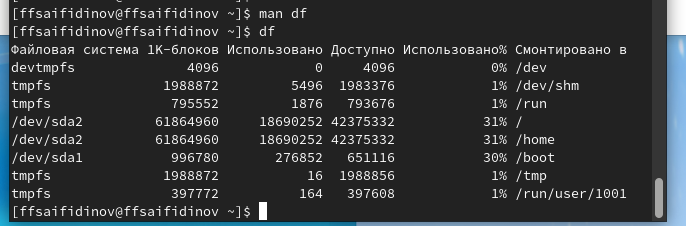 [ffsaifidinov@ffsaifidinov ~]$ man df
[ffsaifidinov@ffsaifidinov ~]$ df
Файловая система 1K-блоков Использовано Доступно Использовано% Смонтировано в
devtmpfs 4096 0 4096 0% /dev
tmpfs 1988872 5496 1983376 1% /dev/shm
tmpfs 795552 1876 793676 1% /run
/dev/sda2 61864960 18690252 42375332 31% /
/dev/sda2 61864960 18690252 42375332 31% /home
/dev/sda1 996780 276852 651116 30% /boot
tmpfs 1988872 16 1988856 1% /tmp
tmpfs 397772 164 397608 1% /run/user/1001
[ffsaifidinov@ffsaifidinov ~]$